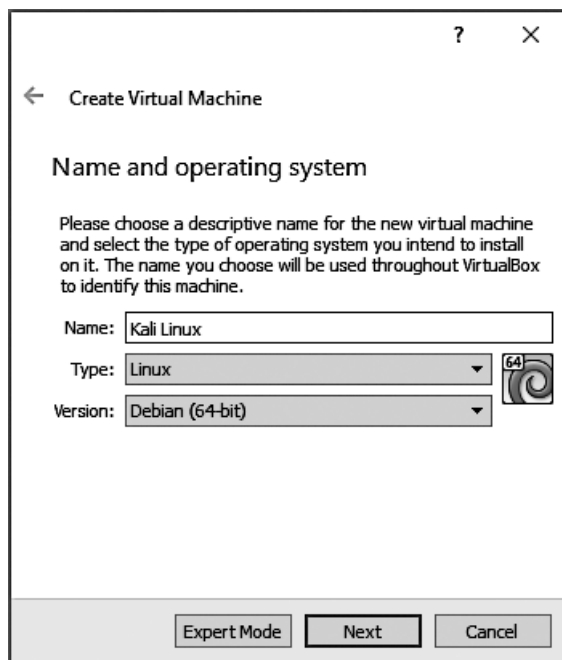 ?
Create Virtual Machine
Name and operating system
Please choose a descriptive name for the new virtual machine
and select the type of operating system you intend to install
on it. The name you choose will be used throughout VirtualBox
to identify this machine.
Name: Kali Linux
Type: Linux
64
Version: Debian (64-bit)
Expert Mode Next Cancel